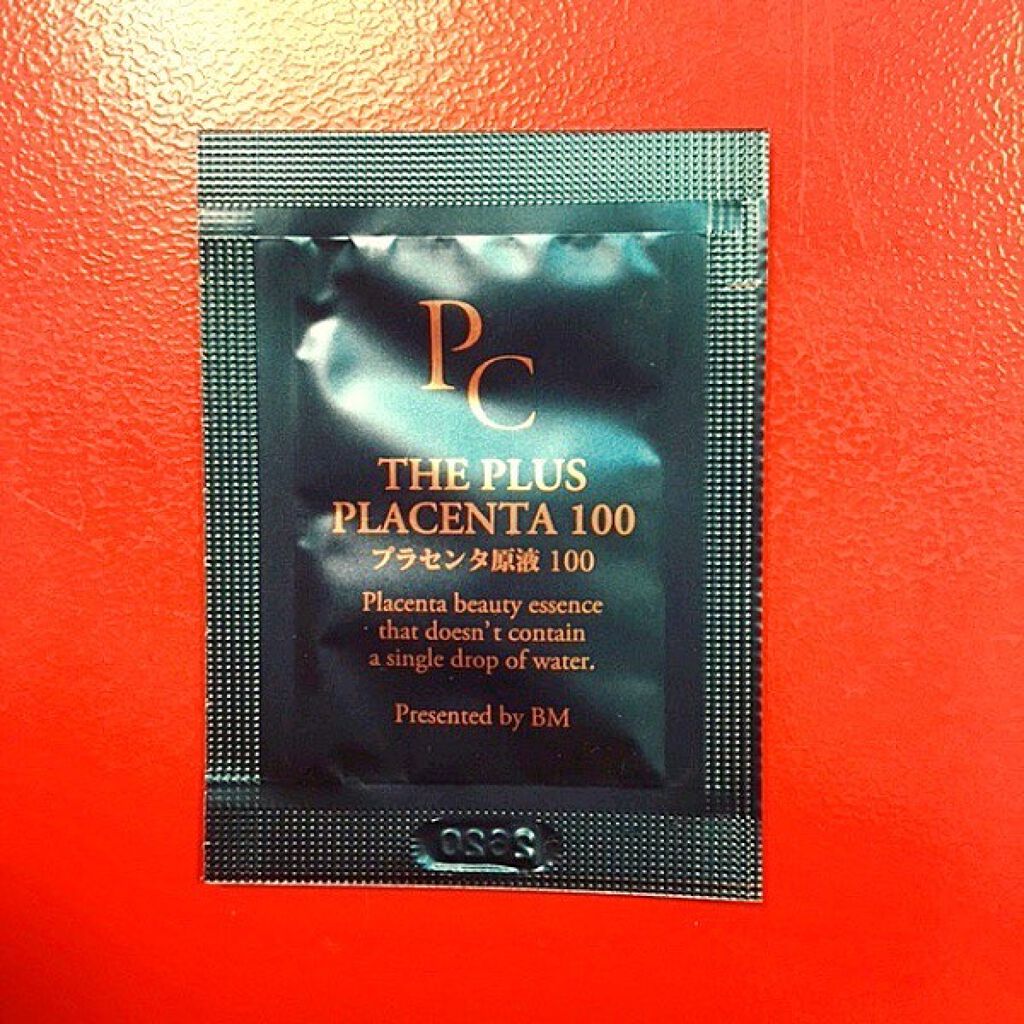 PC
THE PLUS
PLACENTA 100
プラセンタ原液 100
Placenta beauty essence
that doesn't contain
a single drop of water.
Presented by BM